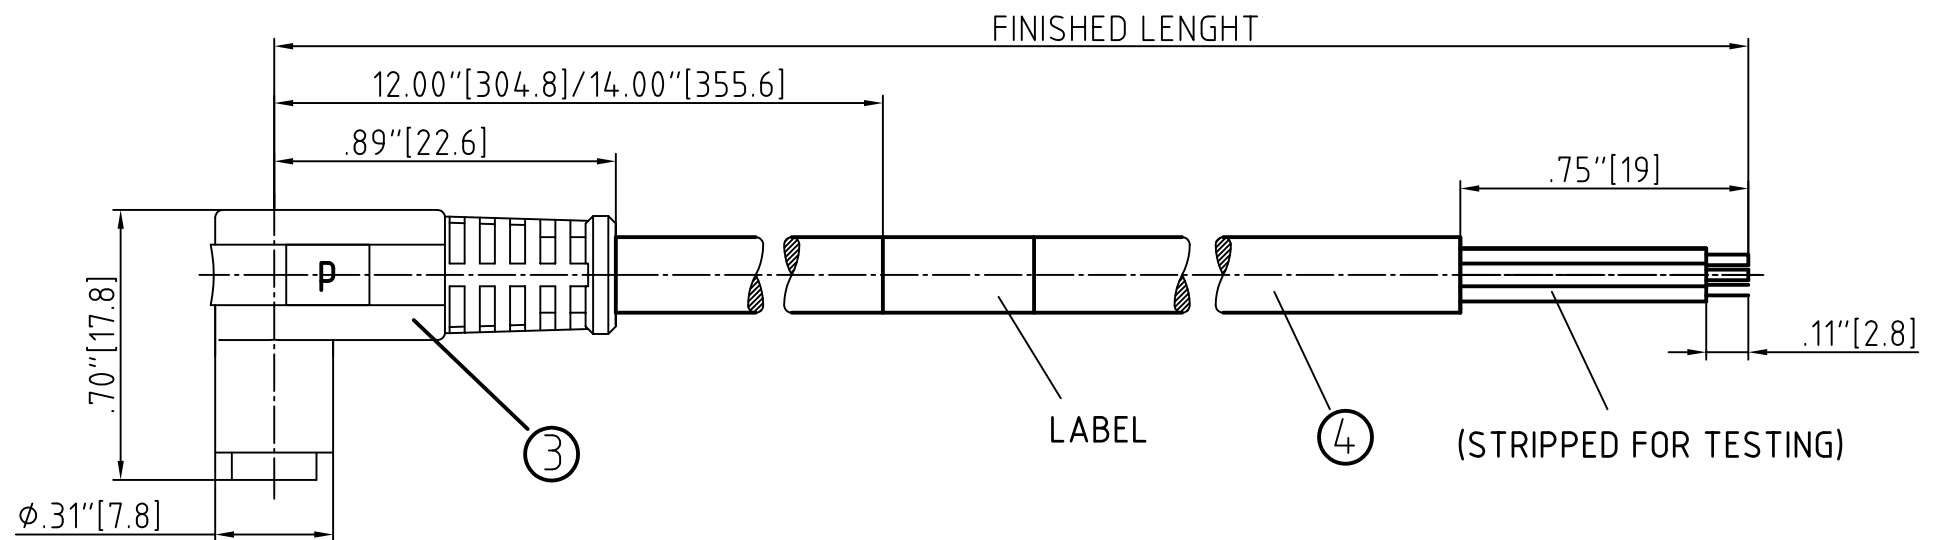 FINISHED LENGHT
12.00"[304.8]/14.00"[355.6]
.89"[22.6]
.75"[19]
P
.70"[17.8]
.11"[2.8]
LABEL
3
4
(STRIPPED FOR TESTING)
Φ.31"[7.8]